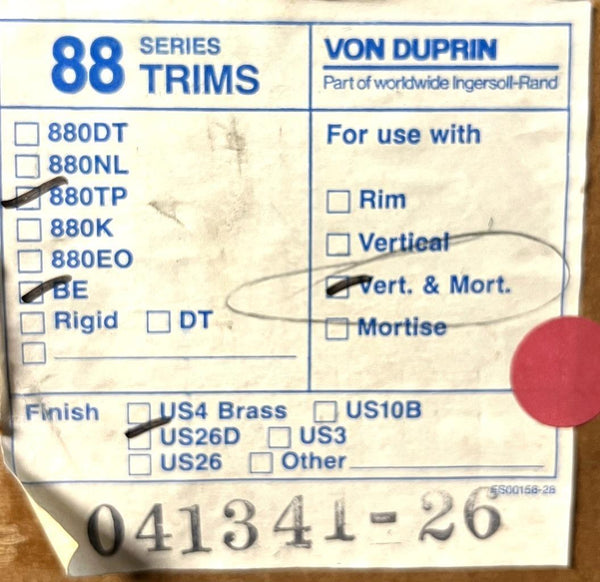 88 SERIES
TRIMS
VON DUPRIN
Part of worldwide Ingersoll-Rand
880DT
880NL
880TP
880K
880EO
BE
Rigid DT
For use with
Rim
Vertical
Vert. & Mort.
Mortise
Finish US4 Brass US10B
US26D US3
US26 Other
ES00158-28
041341-26